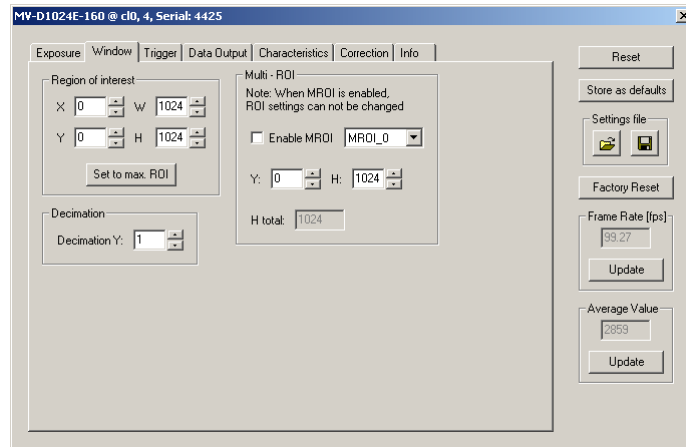 MV-D1024E-160 @ cl0, 4, Serial: 4425
Exposure Window Trigger Data Output Characteristics Correction Info
Region of interest
X 0 W 1024
Y 0 H 1024
Set to max. ROI
Decimation
Decimation Y: 1
Multi - ROI
Note: When MROI is enabled,
ROI settings can not be changed
Enable MROI MROI_0
Y: 0 H: 1024
H total: 1024
Reset
Store as defaults
Settings file
Factory Reset
Frame Rate [fps]
99.27
Update
Average Value
2859
Update